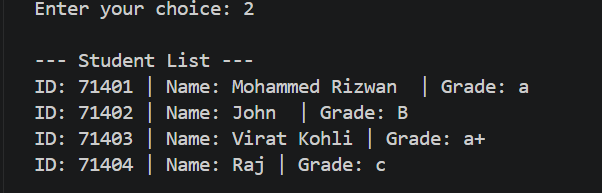 Enter your choice: 2
--- Student List ---
ID: 71401 | Name: Mohammed Rizwan  | Grade: a
ID: 71402 | Name: John  | Grade: B
ID: 71403 | Name: Virat Kohli | Grade: a+
ID: 71404 | Name: Raj | Grade: c